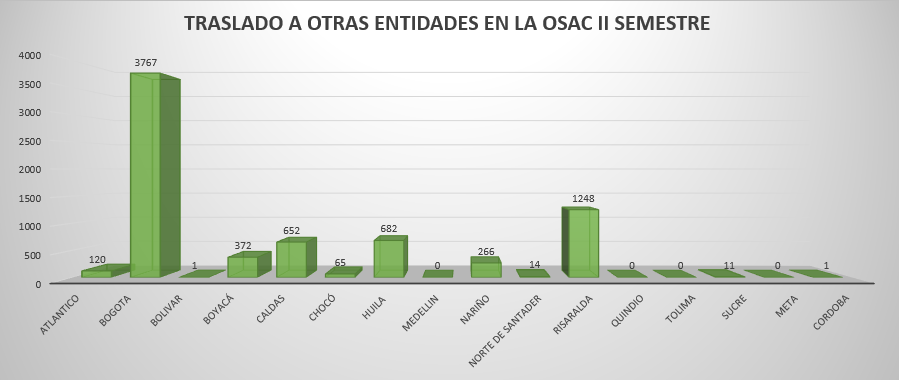 TRASLADO A OTRAS ENTIDADES EN LA OSAC II SEMESTRE
4000
3500
3000
2500
2000
1500
1000
500
0
120
3767
1
372
652
65
682
0
266
14
1248
0
0
11
0
1
ATLANTICO
BOGOTA
BOLIVAR
BOYACÁ
CALDAS
CHOCÓ
HUILA
MEDELLIN
NARIÑO
NORTE DE SANTADER
RISARALDA
QUINDIO
TOLIMA
SUCRE
META
CORDOBA